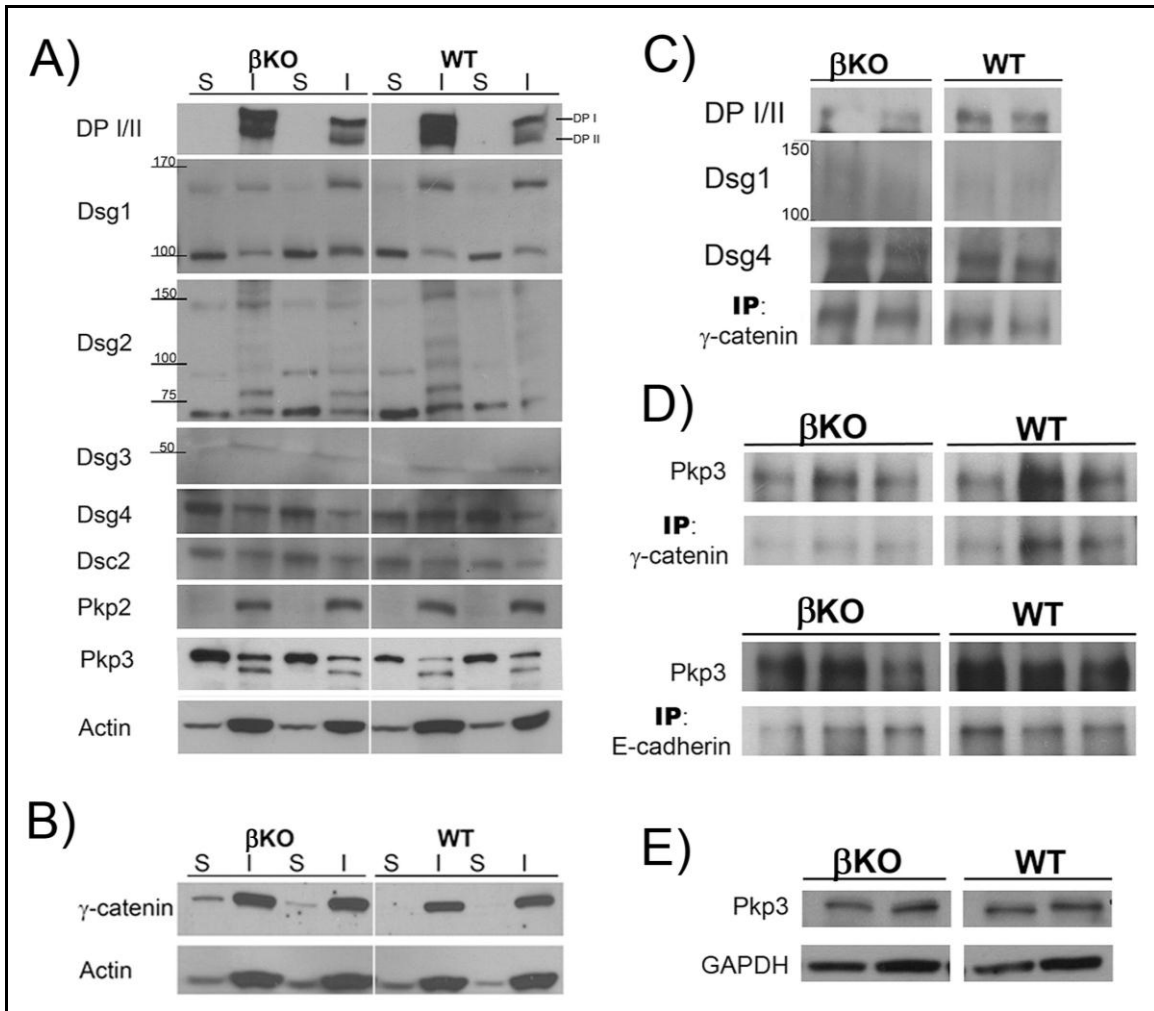 A)
βKO WT
S I S I S I S I
DP I/II
DP I
DP II
170
Dsg1
100
150
Dsg2
100
75
50
Dsg3
Dsg4
Dsc2
Pkp2
Pkp3
Actin
B)
βKO WT
S I S I S I S I
γ-catenin
Actin
C)
βKO WT
DP I/II
150
Dsg1
100
Dsg4
IP:
γ-catenin
D)
βKO WT
Pkp3
IP:
γ-catenin
βKO WT
Pkp3
IP:
E-cadherin
E)
βKO WT
Pkp3
GAPDH